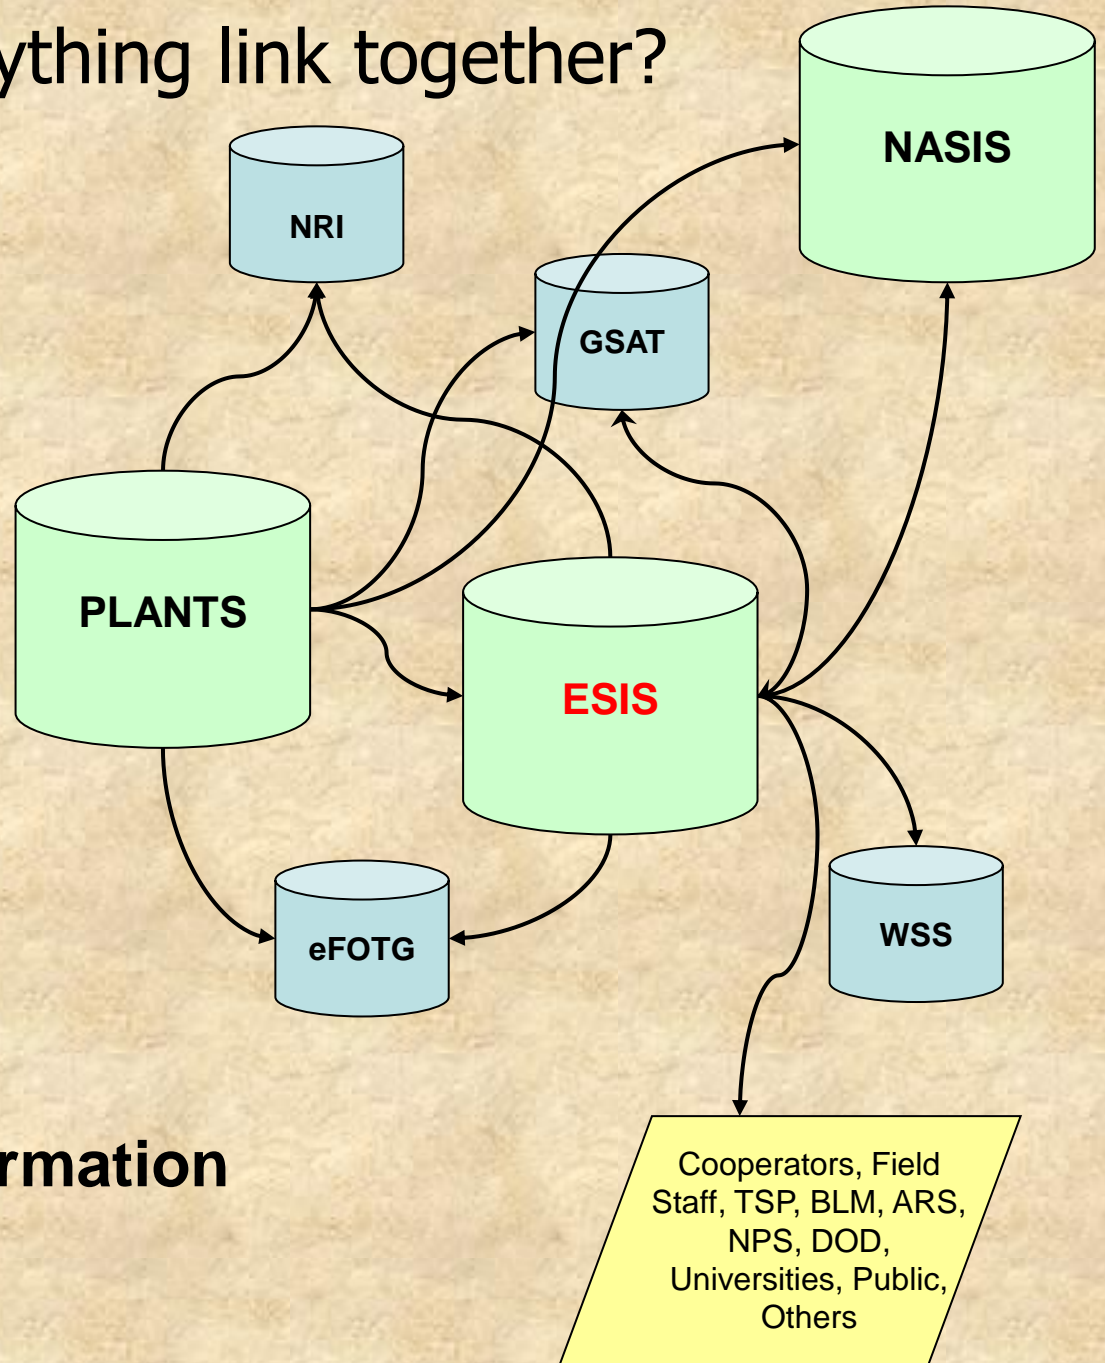 ything link together?
NASIS
NRI
GSAT
PLANTS
ESIS
eFOTG
WSS
rmation
Cooperators, Field
Staff, TSP, BLM, ARS,
NPS, DOD,
Universities, Public,
Others